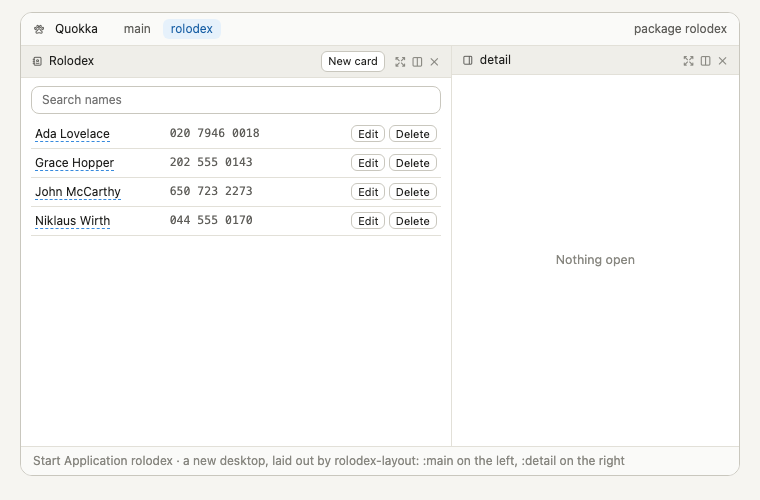 Quokka main rolodex package rolodex
Rolodex New card
detail
Search names
Ada Lovelace 020 7946 0018 Edit Delete
Grace Hopper 202 555 0143 Edit Delete
John McCarthy 650 723 2273 Edit Delete
Niklaus Wirth 044 555 0170 Edit Delete
Nothing open
Start Application rolodex · a new desktop, laid out by rolodex-layout: :main on the left, :detail on the right